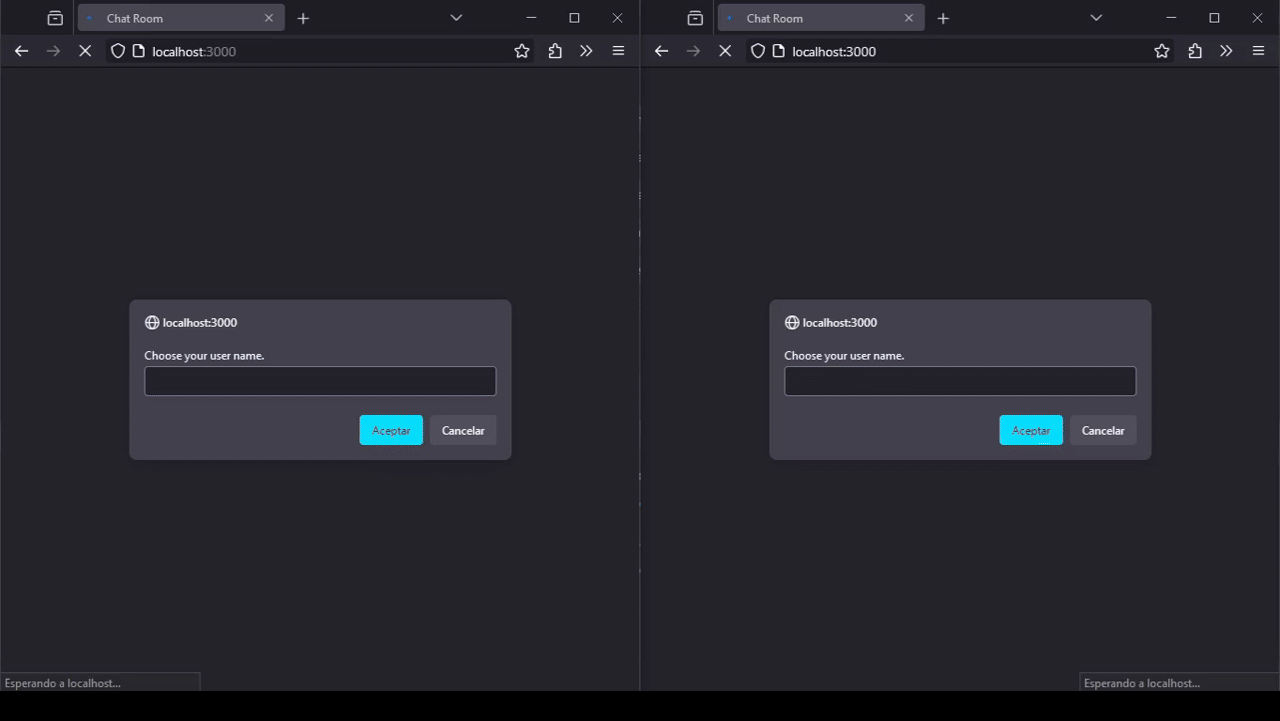 Chat Room
localhost:3000
localhost:3000
Choose your user name.
Aceptar Cancelar
Esperando a localhost...
Chat Room
localhost:3000
localhost:3000
Choose your user name.
Aceptar Cancelar
Esperando a localhost...